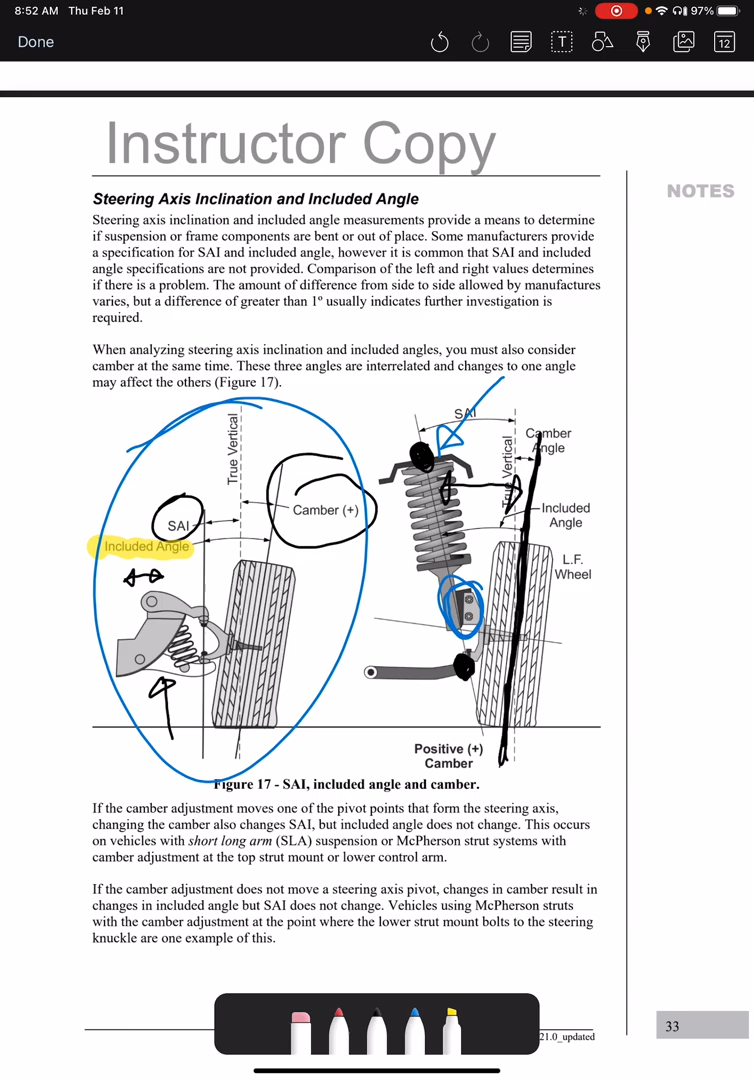 8:52 AM Thu Feb 11
97%
Done
T
12
Instructor Copy
NOTES
Steering Axis Inclination and Included Angle
Steering axis inclination and included angle measurements provide a means to determine
if suspension or frame components are bent or out of place. Some manufacturers provide
a specification for SAI and included angle, however it is common that SAI and included
angle specifications are not provided. Comparison of the left and right values determines
if there is a problem. The amount of difference from side to side allowed by manufactures
varies, but a difference of greater than 1º usually indicates further investigation is
required.
When analyzing steering axis inclination and included angles, you must also consider
camber at the same time. These three angles are interrelated and changes to one angle
may affect the others (Figure 17).
True Vertical
SAI
Camber (+)
Included Angle
SAI
True Vertical
Camber
Angle
Included
Angle
L.F.
Wheel
Positive (+)
Camber
Figure 17 - SAI, included angle and camber.
If the camber adjustment moves one of the pivot points that form the steering axis,
changing the camber also changes SAI, but included angle does not change. This occurs
on vehicles with short long arm (SLA) suspension or McPherson strut systems with
camber adjustment at the top strut mount or lower control arm.
If the camber adjustment does not move a steering axis pivot, changes in camber result in
changes in included angle but SAI does not change. Vehicles using McPherson struts
with the camber adjustment at the point where the lower strut mount bolts to the steering
knuckle are one example of this.
21.0_updated
33